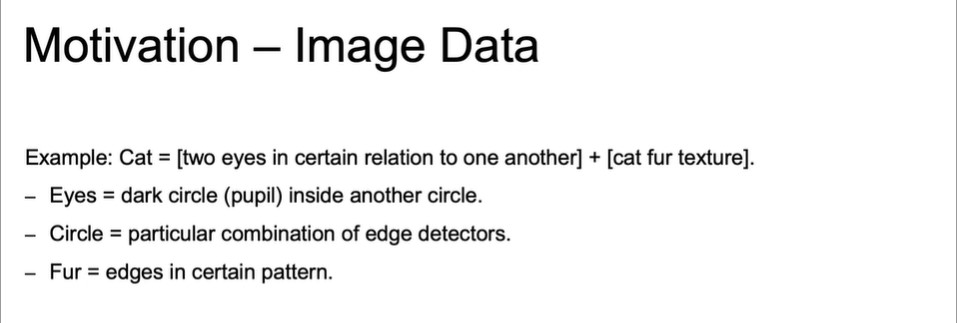 Motivation – Image Data
Example: Cat = [two eyes in certain relation to one another] + [cat fur texture].
– Eyes = dark circle (pupil) inside another circle.
– Circle = particular combination of edge detectors.
– Fur = edges in certain pattern.